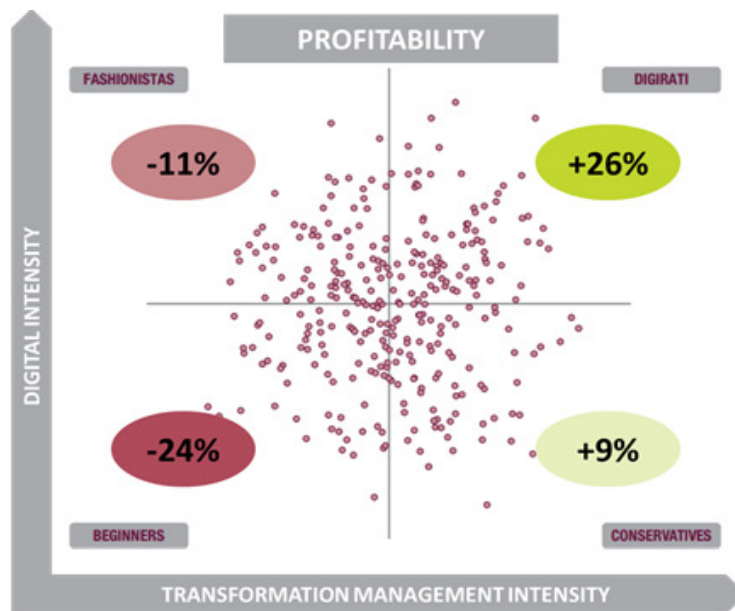 PROFITABILITY
FASHIONISTAS
DIGIRATI
-11%
+26%
DIGITAL INTENSITY
-24%
+9%
BEGINNERS
CONSERVATIVES
TRANSFORMATION MANAGEMENT INTENSITY